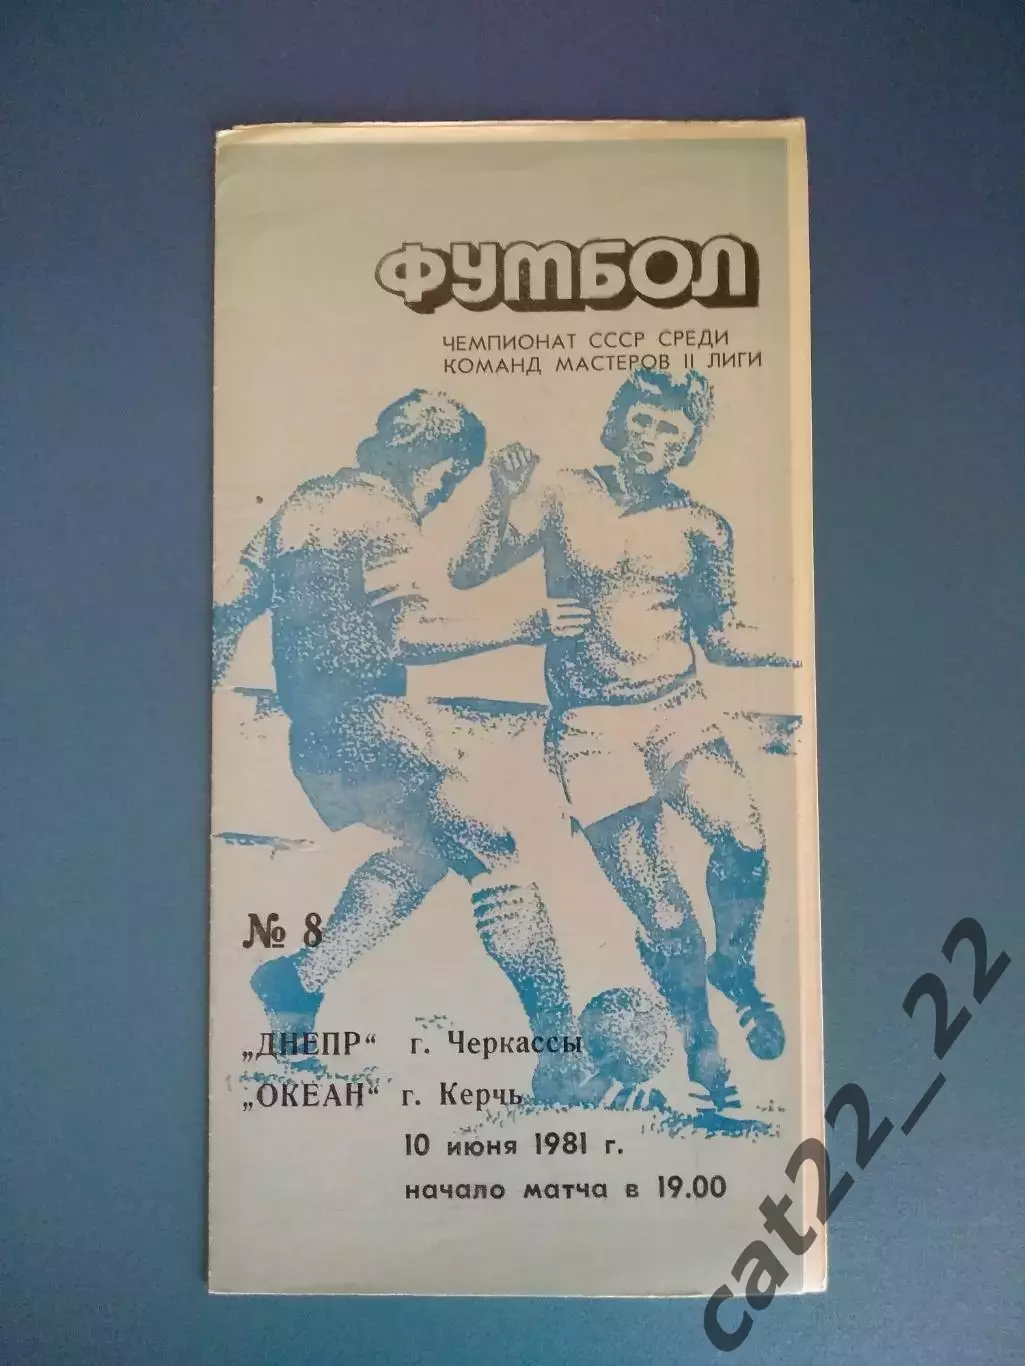 ФУТБОЛ
ЧЕМПИОНАТ СССР СРЕДИ
КОМАНД МАСТЕРОВ II ЛИГИ
№ 8
„ДНЕПР“ г. Черкассы
„ОКЕАН“ г. Керчь
10 июня 1981 г.
начало матча в 19.00
cat22_22